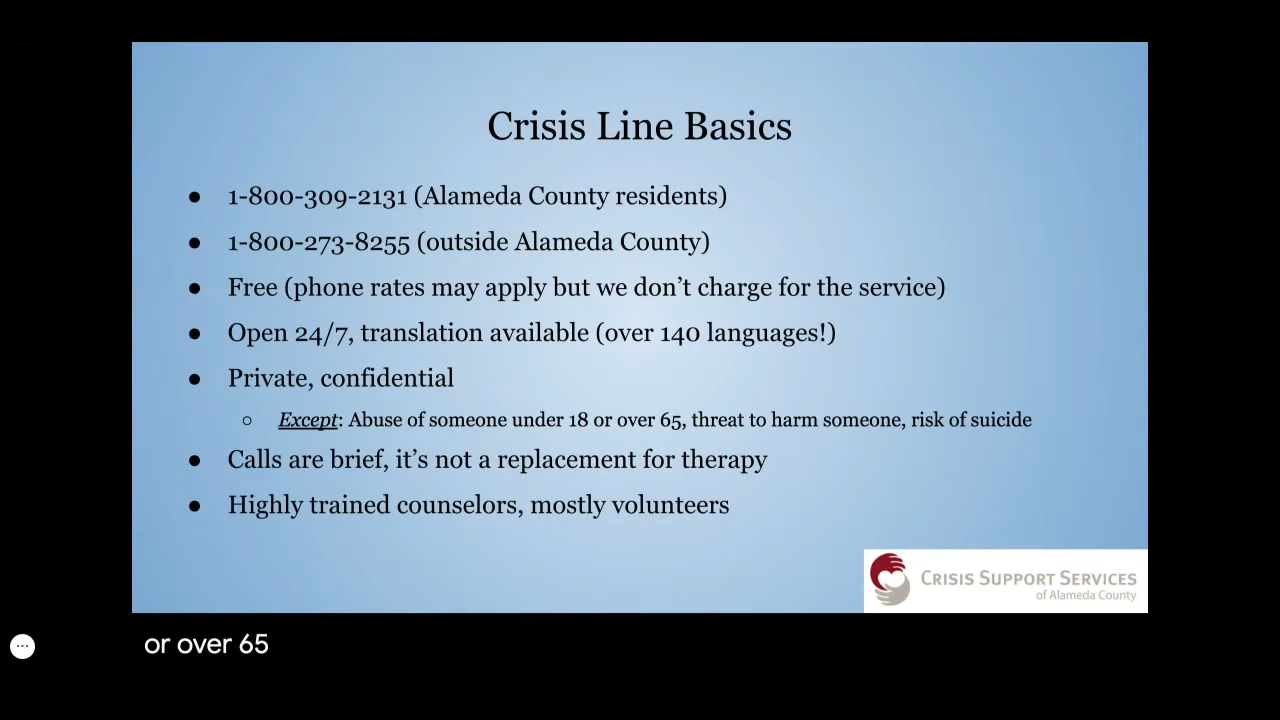 Crisis Line Basics
● 1-800-309-2131 (Alameda County residents)
● 1-800-273-8255 (outside Alameda County)
● Free (phone rates may apply but we don’t charge for the service)
● Open 24/7, translation available (over 140 languages!)
● Private, confidential
○ Except: Abuse of someone under 18 or over 65, threat to harm someone, risk of suicide
● Calls are brief, it’s not a replacement for therapy
● Highly trained counselors, mostly volunteers
CRISIS SUPPORT SERVICES
of Alameda County
or over 65